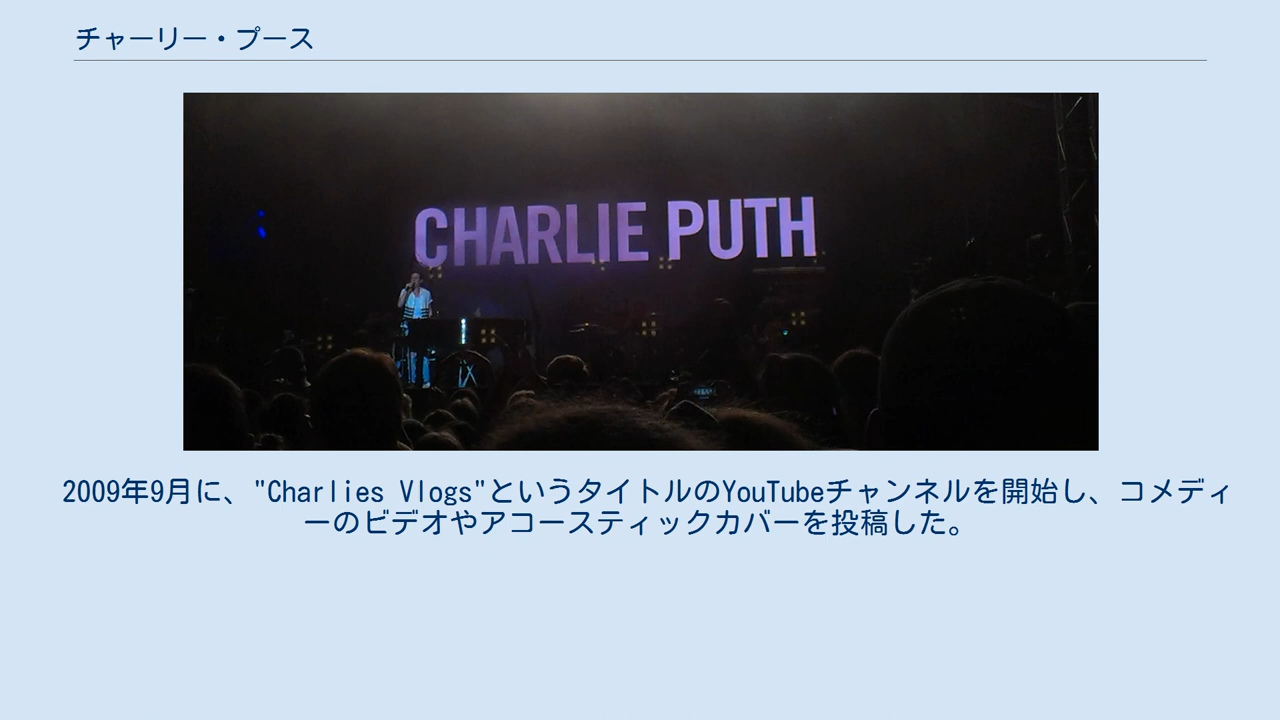 チャーリー・プース
CHARLIE PUTH
2009年9月に、"Charlies Vlogs"というタイトルのYouTubeチャンネルを開始し、コメディ
ーのビデオやアコースティックカバーを投稿した。